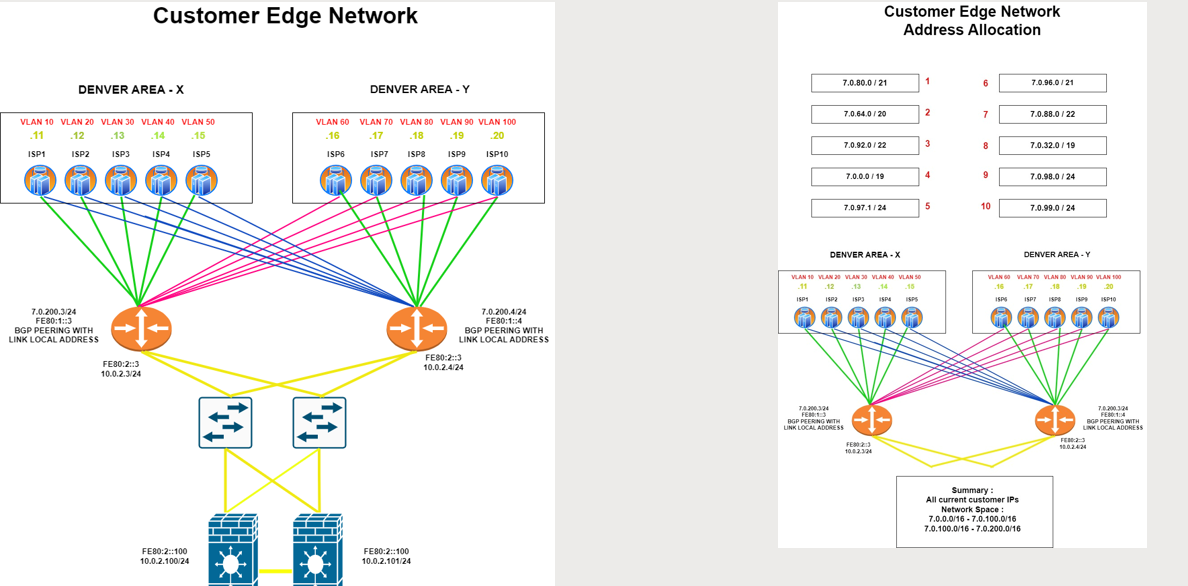 Customer Edge Network
DENVER AREA - X
DENVER AREA - Y
VLAN 10 VLAN 20 VLAN 30 VLAN 40 VLAN 50
.11 .12 .13 .14 .15
ISP1 ISP2 ISP3 ISP4 ISP5
VLAN 60 VLAN 70 VLAN 80 VLAN 90 VLAN 100
.16 .17 .18 .19 .20
ISP6 ISP7 ISP8 ISP9 ISP10
7.0.200.3/24
FE80:1::3
BGP PEERING WITH
LINK LOCAL ADDRESS
7.0.200.4/24
FE80:1::4
BGP PEERING WITH
LINK LOCAL ADDRESS
FE80:2::3
10.0.2.3/24
FE80:2::3
10.0.2.4/24
FE80:2::100
10.0.2.100/24
FE80:2::100
10.0.2.101/24
Customer Edge Network
Address Allocation
7.0.80.0 / 21 1
6 7.0.96.0 / 21
7.0.64.0 / 20 2
7 7.0.88.0 / 22
7.0.92.0 / 22 3
8 7.0.32.0 / 19
7.0.0.0 / 19 4
9 7.0.98.0 / 24
7.0.97.1 / 24 5
10 7.0.99.0 / 24
DENVER AREA - X
DENVER AREA - Y
VLAN 10 VLAN 20 VLAN 30 VLAN 40 VLAN 50
.11 .12 .13 .14 .15
ISP1 ISP2 ISP3 ISP4 ISP5
VLAN 60 VLAN 70 VLAN 80 VLAN 90 VLAN 100
.16 .17 .18 .19 .20
ISP6 ISP7 ISP8 ISP9 ISP10
7.0.200.3/24
FE80:1::3
BGP PEERING WITH
LINK LOCAL ADDRESS
7.0.200.4/24
FE80:1::4
BGP PEERING WITH
LINK LOCAL ADDRESS
FE80:2::3
10.0.2.3/24
FE80:2::3
10.0.2.4/24
Summary :
All current customer IPs
Network Space :
7.0.0.0/16 - 7.0.100.0/16
7.0.100.0/16 - 7.0.200.0/16